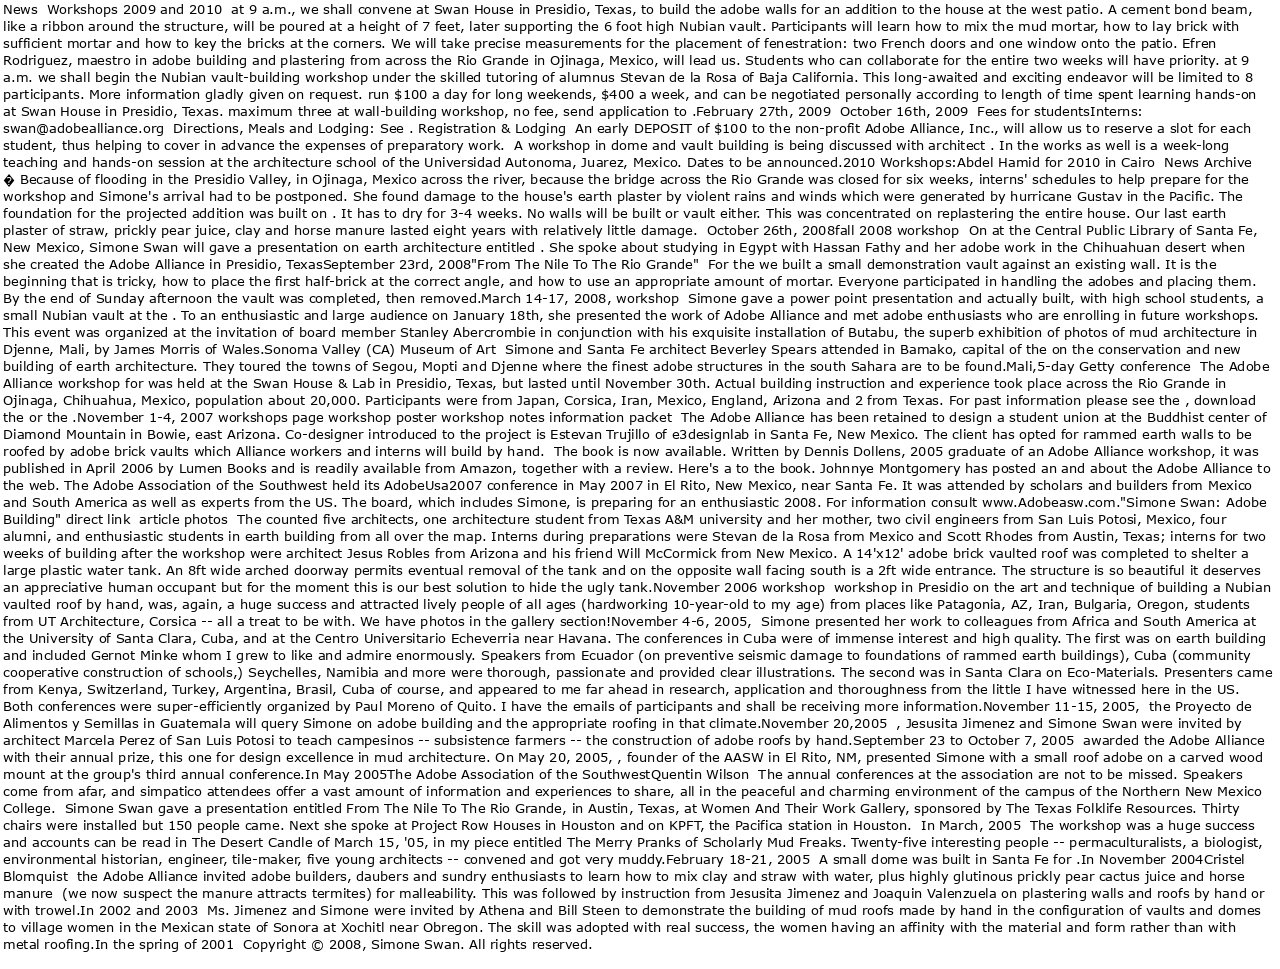 News  Workshops 2009 and 2010  at 9 a.m., we shall convene at Swan House in Presidio, Texas, to build the adobe walls for an addition to the house at the west patio. A cement bond beam,
like a ribbon around the structure, will be poured at a height of 7 feet, later supporting the 6 foot high Nubian vault. Participants will learn how to mix the mud mortar, how to lay brick with
sufficient mortar and how to key the bricks at the corners. We will take precise measurements for the placement of fenestration: two French doors and one window onto the patio. Efren
Rodriguez, maestro in adobe building and plastering from across the Rio Grande in Ojinaga, Mexico, will lead us. Students who can collaborate for the entire two weeks will have priority. at 9
a.m. we shall begin the Nubian vault-building workshop under the skilled tutoring of alumnus Stevan de la Rosa of Baja California. This long-awaited and exciting endeavor will be limited to 8
participants. More information gladly given on request. run $100 a day for long weekends, $400 a week, and can be negotiated personally according to length of time spent learning hands-on
at Swan House in Presidio, Texas. maximum three at wall-building workshop, no fee, send application to .February 27th, 2009  October 16th, 2009  Fees for studentsInterns:
swan@adobealliance.org  Directions, Meals and Lodging: See . Registration & Lodging  An early DEPOSIT of $100 to the non-profit Adobe Alliance, Inc., will allow us to reserve a slot for each
student, thus helping to cover in advance the expenses of preparatory work.  A workshop in dome and vault building is being discussed with architect . In the works as well is a week-long
teaching and hands-on session at the architecture school of the Universidad Autonoma, Juarez, Mexico. Dates to be announced.2010 Workshops:Abdel Hamid for 2010 in Cairo  News Archive
� Because of flooding in the Presidio Valley, in Ojinaga, Mexico across the river, because the bridge across the Rio Grande was closed for six weeks, interns' schedules to help prepare for the
workshop and Simone's arrival had to be postponed. She found damage to the house's earth plaster by violent rains and winds which were generated by hurricane Gustav in the Pacific. The
foundation for the projected addition was built on . It has to dry for 3-4 weeks. No walls will be built or vault either. This was concentrated on replastering the entire house. Our last earth
plaster of straw, prickly pear juice, clay and horse manure lasted eight years with relatively little damage.  October 26th, 2008fall 2008 workshop  On at the Central Public Library of Santa Fe,
New Mexico, Simone Swan will gave a presentation on earth architecture entitled . She spoke about studying in Egypt with Hassan Fathy and her adobe work in the Chihuahuan desert when
she created the Adobe Alliance in Presidio, TexasSeptember 23rd, 2008"From The Nile To The Rio Grande"  For the we built a small demonstration vault against an existing wall. It is the
beginning that is tricky, how to place the first half-brick at the correct angle, and how to use an appropriate amount of mortar. Everyone participated in handling the adobes and placing them.
By the end of Sunday afternoon the vault was completed, then removed.March 14-17, 2008, workshop  Simone gave a power point presentation and actually built, with high school students, a
small Nubian vault at the . To an enthusiastic and large audience on January 18th, she presented the work of Adobe Alliance and met adobe enthusiasts who are enrolling in future workshops.
This event was organized at the invitation of board member Stanley Abercrombie in conjunction with his exquisite installation of Butabu, the superb exhibition of photos of mud architecture in
Djenne, Mali, by James Morris of Wales.Sonoma Valley (CA) Museum of Art  Simone and Santa Fe architect Beverley Spears attended in Bamako, capital of the on the conservation and new
building of earth architecture. They toured the towns of Segou, Mopti and Djenne where the finest adobe structures in the south Sahara are to be found.Mali,5-day Getty conference  The Adobe
Alliance workshop for was held at the Swan House & Lab in Presidio, Texas, but lasted until November 30th. Actual building instruction and experience took place across the Rio Grande in
Ojinaga, Chihuahua, Mexico, population about 20,000. Participants were from Japan, Corsica, Iran, Mexico, England, Arizona and 2 from Texas. For past information please see the , download
the or the .November 1-4, 2007 workshops page workshop poster workshop notes information packet  The Adobe Alliance has been retained to design a student union at the Buddhist center of
Diamond Mountain in Bowie, east Arizona. Co-designer introduced to the project is Estevan Trujillo of e3designlab in Santa Fe, New Mexico. The client has opted for rammed earth walls to be
roofed by adobe brick vaults which Alliance workers and interns will build by hand.  The book is now available. Written by Dennis Dollens, 2005 graduate of an Adobe Alliance workshop, it was
published in April 2006 by Lumen Books and is readily available from Amazon, together with a review. Here's a to the book. Johnnye Montgomery has posted an and about the Adobe Alliance to
the web. The Adobe Association of the Southwest held its AdobeUsa2007 conference in May 2007 in El Rito, New Mexico, near Santa Fe. It was attended by scholars and builders from Mexico
and South America as well as experts from the US. The board, which includes Simone, is preparing for an enthusiastic 2008. For information consult www.Adobeasw.com."Simone Swan: Adobe
Building" direct link  article photos  The counted five architects, one architecture student from Texas A&M university and her mother, two civil engineers from San Luis Potosi, Mexico, four
alumni, and enthusiastic students in earth building from all over the map. Interns during preparations were Stevan de la Rosa from Mexico and Scott Rhodes from Austin, Texas; interns for two
weeks of building after the workshop were architect Jesus Robles from Arizona and his friend Will McCormick from New Mexico. A 14'x12' adobe brick vaulted roof was completed to shelter a
large plastic water tank. An 8ft wide arched doorway permits eventual removal of the tank and on the opposite wall facing south is a 2ft wide entrance. The structure is so beautiful it deserves
an appreciative human occupant but for the moment this is our best solution to hide the ugly tank.November 2006 workshop  workshop in Presidio on the art and technique of building a Nubian
vaulted roof by hand, was, again, a huge success and attracted lively people of all ages (hardworking 10-year-old to my age) from places like Patagonia, AZ, Iran, Bulgaria, Oregon, students
from UT Architecture, Corsica -- all a treat to be with. We have photos in the gallery section!November 4-6, 2005,  Simone presented her work to colleagues from Africa and South America at
the University of Santa Clara, Cuba, and at the Centro Universitario Echeverria near Havana. The conferences in Cuba were of immense interest and high quality. The first was on earth building
and included Gernot Minke whom I grew to like and admire enormously. Speakers from Ecuador (on preventive seismic damage to foundations of rammed earth buildings), Cuba (community
cooperative construction of schools,) Seychelles, Namibia and more were thorough, passionate and provided clear illustrations. The second was in Santa Clara on Eco-Materials. Presenters came
from Kenya, Switzerland, Turkey, Argentina, Brasil, Cuba of course, and appeared to me far ahead in research, application and thoroughness from the little I have witnessed here in the US.
Both conferences were super-efficiently organized by Paul Moreno of Quito. I have the emails of participants and shall be receiving more information.November 11-15, 2005,  the Proyecto de
Alimentos y Semillas in Guatemala will query Simone on adobe building and the appropriate roofing in that climate.November 20,2005  , Jesusita Jimenez and Simone Swan were invited by
architect Marcela Perez of San Luis Potosi to teach campesinos -- subsistence farmers -- the construction of adobe roofs by hand.September 23 to October 7, 2005  awarded the Adobe Alliance
with their annual prize, this one for design excellence in mud architecture. On May 20, 2005, , founder of the AASW in El Rito, NM, presented Simone with a small roof adobe on a carved wood
mount at the group's third annual conference.In May 2005The Adobe Association of the SouthwestQuentin Wilson  The annual conferences at the association are not to be missed. Speakers
come from afar, and simpatico attendees offer a vast amount of information and experiences to share, all in the peaceful and charming environment of the campus of the Northern New Mexico
College.  Simone Swan gave a presentation entitled From The Nile To The Rio Grande, in Austin, Texas, at Women And Their Work Gallery, sponsored by The Texas Folklife Resources. Thirty
chairs were installed but 150 people came. Next she spoke at Project Row Houses in Houston and on KPFT, the Pacifica station in Houston.  In March, 2005  The workshop was a huge success
and accounts can be read in The Desert Candle of March 15, '05, in my piece entitled The Merry Pranks of Scholarly Mud Freaks. Twenty-five interesting people -- permaculturalists, a biologist,
environmental historian, engineer, tile-maker, five young architects -- convened and got very muddy.February 18-21, 2005  A small dome was built in Santa Fe for .In November 2004Cristel
Blomquist  the Adobe Alliance invited adobe builders, daubers and sundry enthusiasts to learn how to mix clay and straw with water, plus highly glutinous prickly pear cactus juice and horse
manure  (we now suspect the manure attracts termites) for malleability. This was followed by instruction from Jesusita Jimenez and Joaquin Valenzuela on plastering walls and roofs by hand or
with trowel.In 2002 and 2003  Ms. Jimenez and Simone were invited by Athena and Bill Steen to demonstrate the building of mud roofs made by hand in the configuration of vaults and domes
to village women in the Mexican state of Sonora at Xochitl near Obregon. The skill was adopted with real success, the women having an affinity with the material and form rather than with
metal roofing.In the spring of 2001  Copyright © 2008, Simone Swan. All rights reserved.